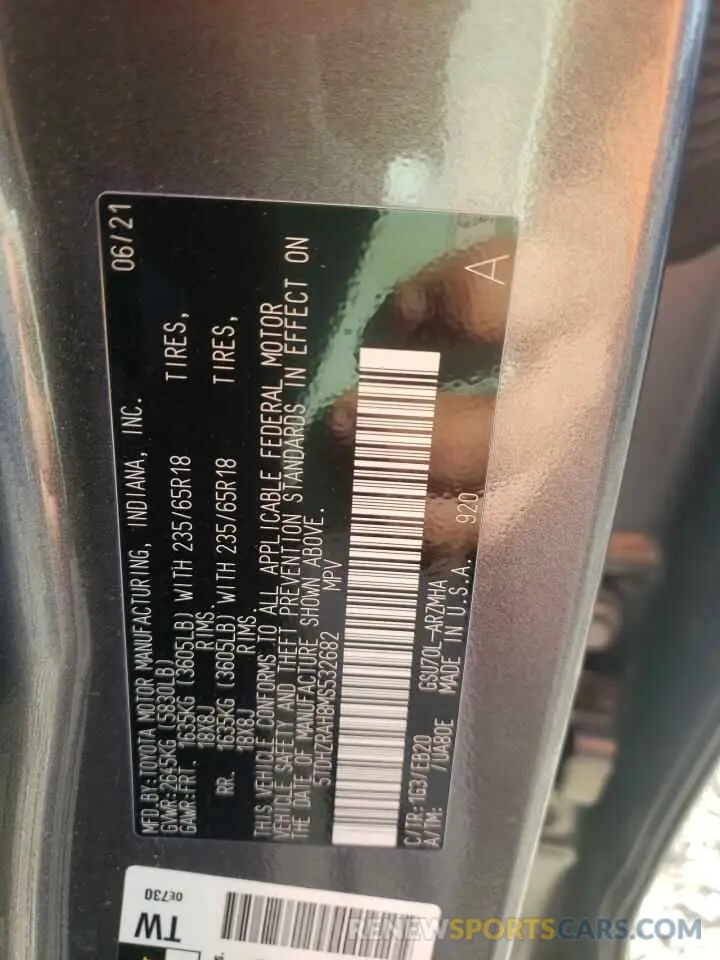 06/21
MFD.BY:TOYOTA MOTOR MANUFACTURING, INDIANA, INC.
GVWR:2645KG (5830LB)
GAWR:FRT. 1635KG (3605LB) WITH 235/65R18 TIRES,
18X8J RIMS.
RR. 1635KG (3605LB) WITH 235/65R18 TIRES,
18X8J RIMS.
THIS VEHICLE CONFORMS TO ALL APPLICABLE FEDERAL MOTOR
VEHICLE SAFETY AND THEFT PREVENTION STANDARDS IN EFFECT ON
THE DATE OF MANUFACTURE SHOWN ABOVE.
5TDHZRAH8MS532682 MPV
C/TR:1G3/EB20 GSU70L-ARZMHA
A/TM: /UA80E MADE IN U.S.A. 920
A
0E730
TW
RENEWSPORTSCARS.COM